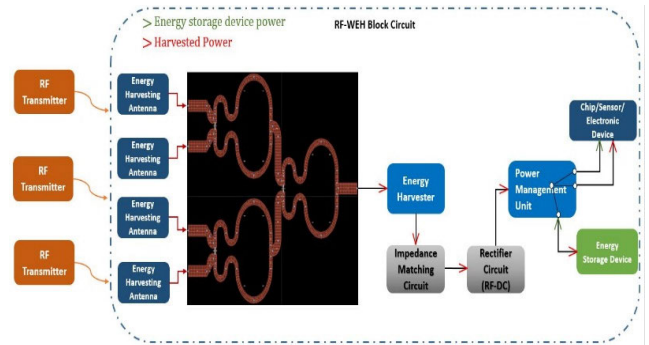 > Energy storage device power
RF-WEH Block Circuit
> Harvested Power
RF
Transmitter
RF
Transmitter
RF
Transmitter
Energy
Harvesting
Antenna
Energy
Harvesting
Antenna
Energy
Harvesting
Antenna
Energy
Harvesting
Antenna
Energy
Harvester
Impedance
Matching
Circuit
Rectifier
Circuit
(RF-DC)
Power
Management
Unit
Chip/Sensor/
Electronic
Device
Energy
Storage Device